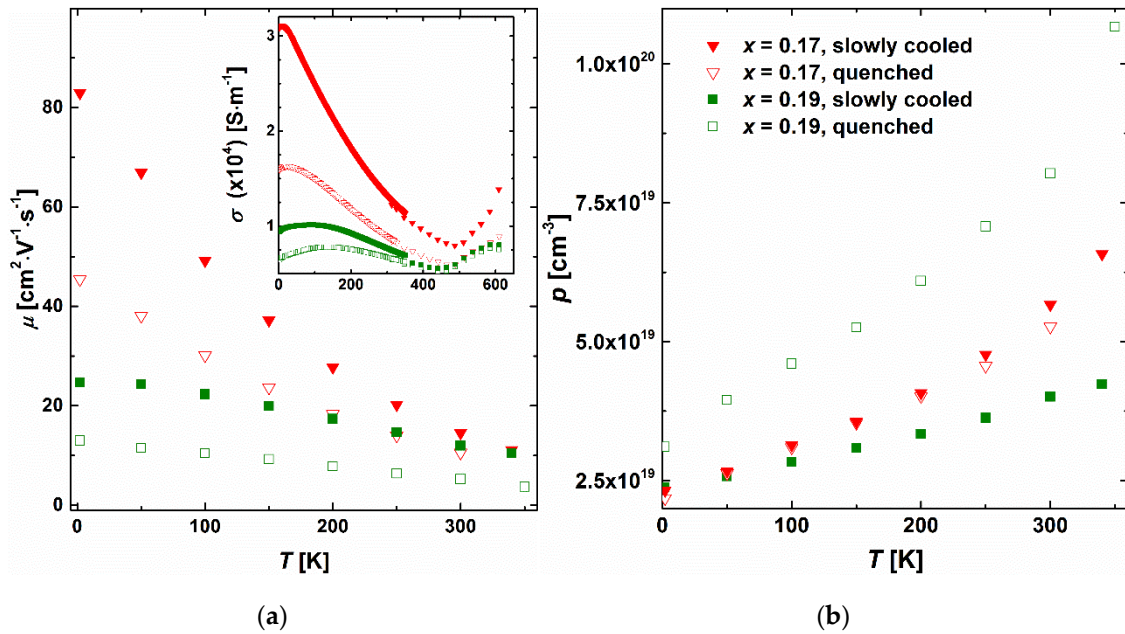 a
80
60
40
20
0
μ [cm²·V⁻¹·s⁻¹]
0 100 200 300
T [K]
3
2
1
σ (x10⁴) [S·m⁻¹]
0 200 400 600
b
1.0x10²⁰
7.5x10¹⁹
5.0x10¹⁹
2.5x10¹⁹
p [cm⁻³]
0 100 200 300
T [K]
x = 0.17, slowly cooled
x = 0.17, quenched
x = 0.19, slowly cooled
x = 0.19, quenched
(a) (b)